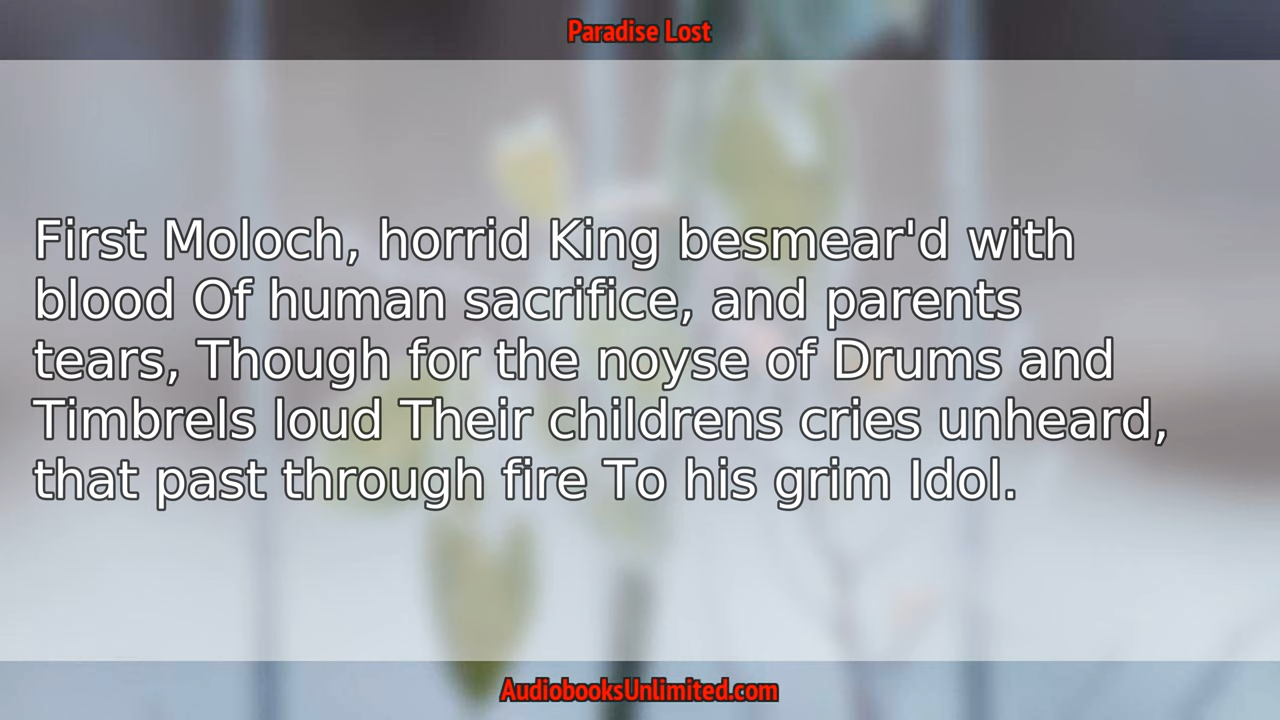 Paradise Lost
First Moloch, horrid King besmear'd with
blood Of human sacrifice, and parents
tears, Though for the noyse of Drums and
Timbrels loud Their childrens cries unheard,
that past through fire To his grim Idol.
AudiobooksUnlimited.com